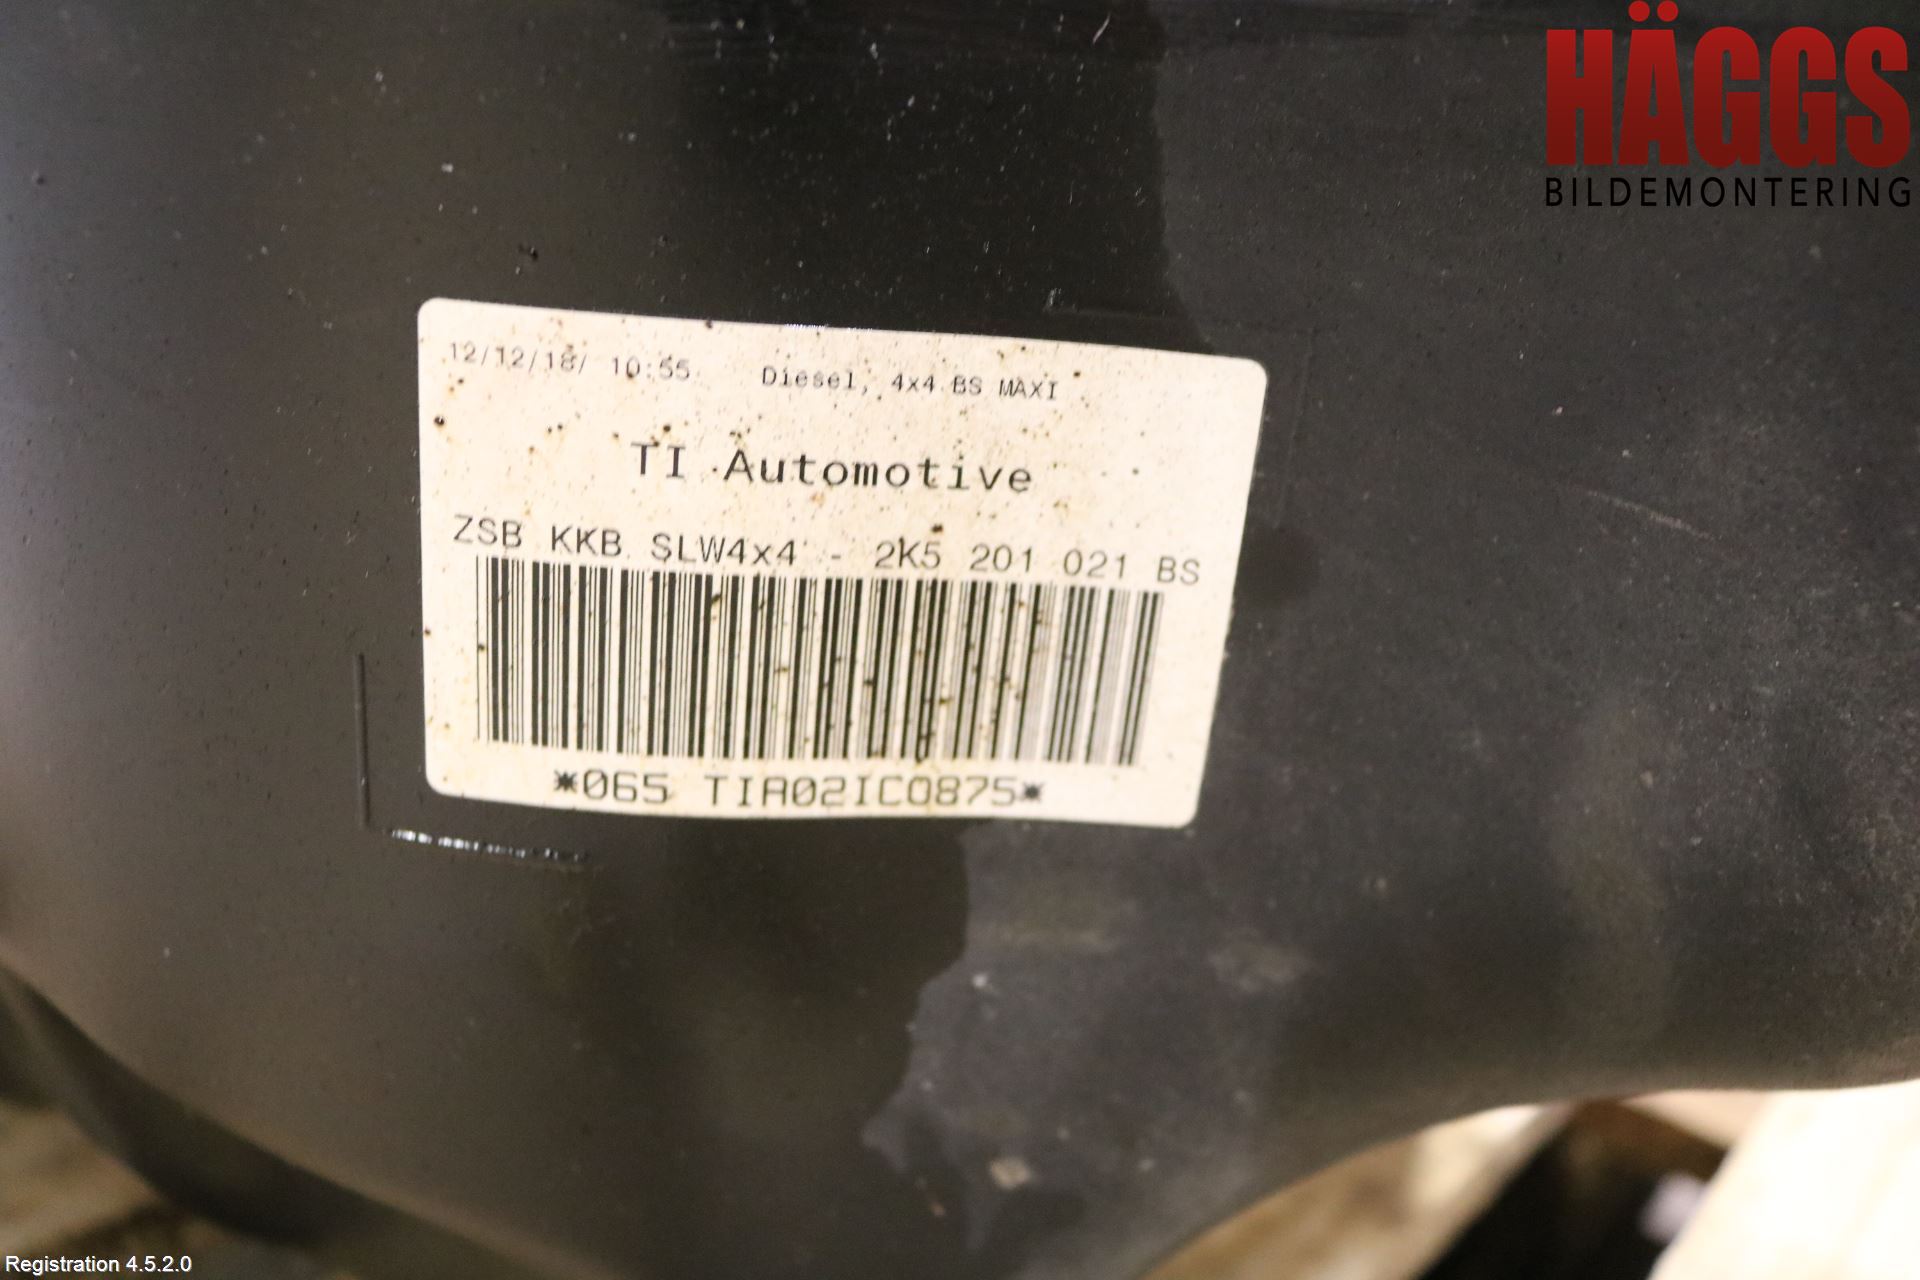 HÄGGS
BILDEMONTERING
12/12/18/ 10:55 Diesel, 4x4 BS MAXI
TI Automotive
ZSB KKB SLW4x4 - 2K5 201 021 BS
*065 TIA02IC0875*
Registration 4.5.2.0